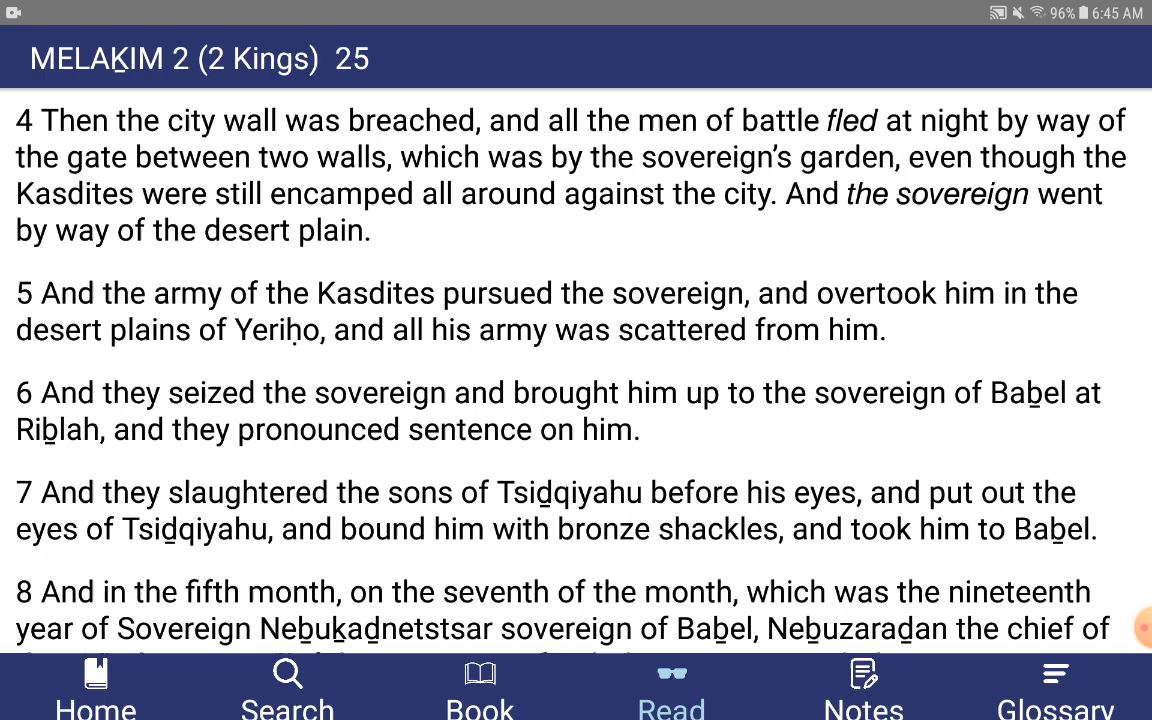 96% 6:45 AM
MELAḴIM 2 (2 Kings) 25
4 Then the city wall was breached, and all the men of battle fled at night by way of
the gate between two walls, which was by the sovereign’s garden, even though the
Kasdites were still encamped all around against the city. And the sovereign went
by way of the desert plain.
5 And the army of the Kasdites pursued the sovereign, and overtook him in the
desert plains of Yeriḥo, and all his army was scattered from him.
6 And they seized the sovereign and brought him up to the sovereign of Baḇel at
Riḇlah, and they pronounced sentence on him.
7 And they slaughtered the sons of Tsiḏqiyahu before his eyes, and put out the
eyes of Tsiḏqiyahu, and bound him with bronze shackles, and took him to Baḇel.
8 And in the fifth month, on the seventh of the month, which was the nineteenth
year of Sovereign Neḇuḵaḏnetstsar sovereign of Baḇel, Neḇuzaraḏan the chief of
Home Search Book Read Notes Glossary